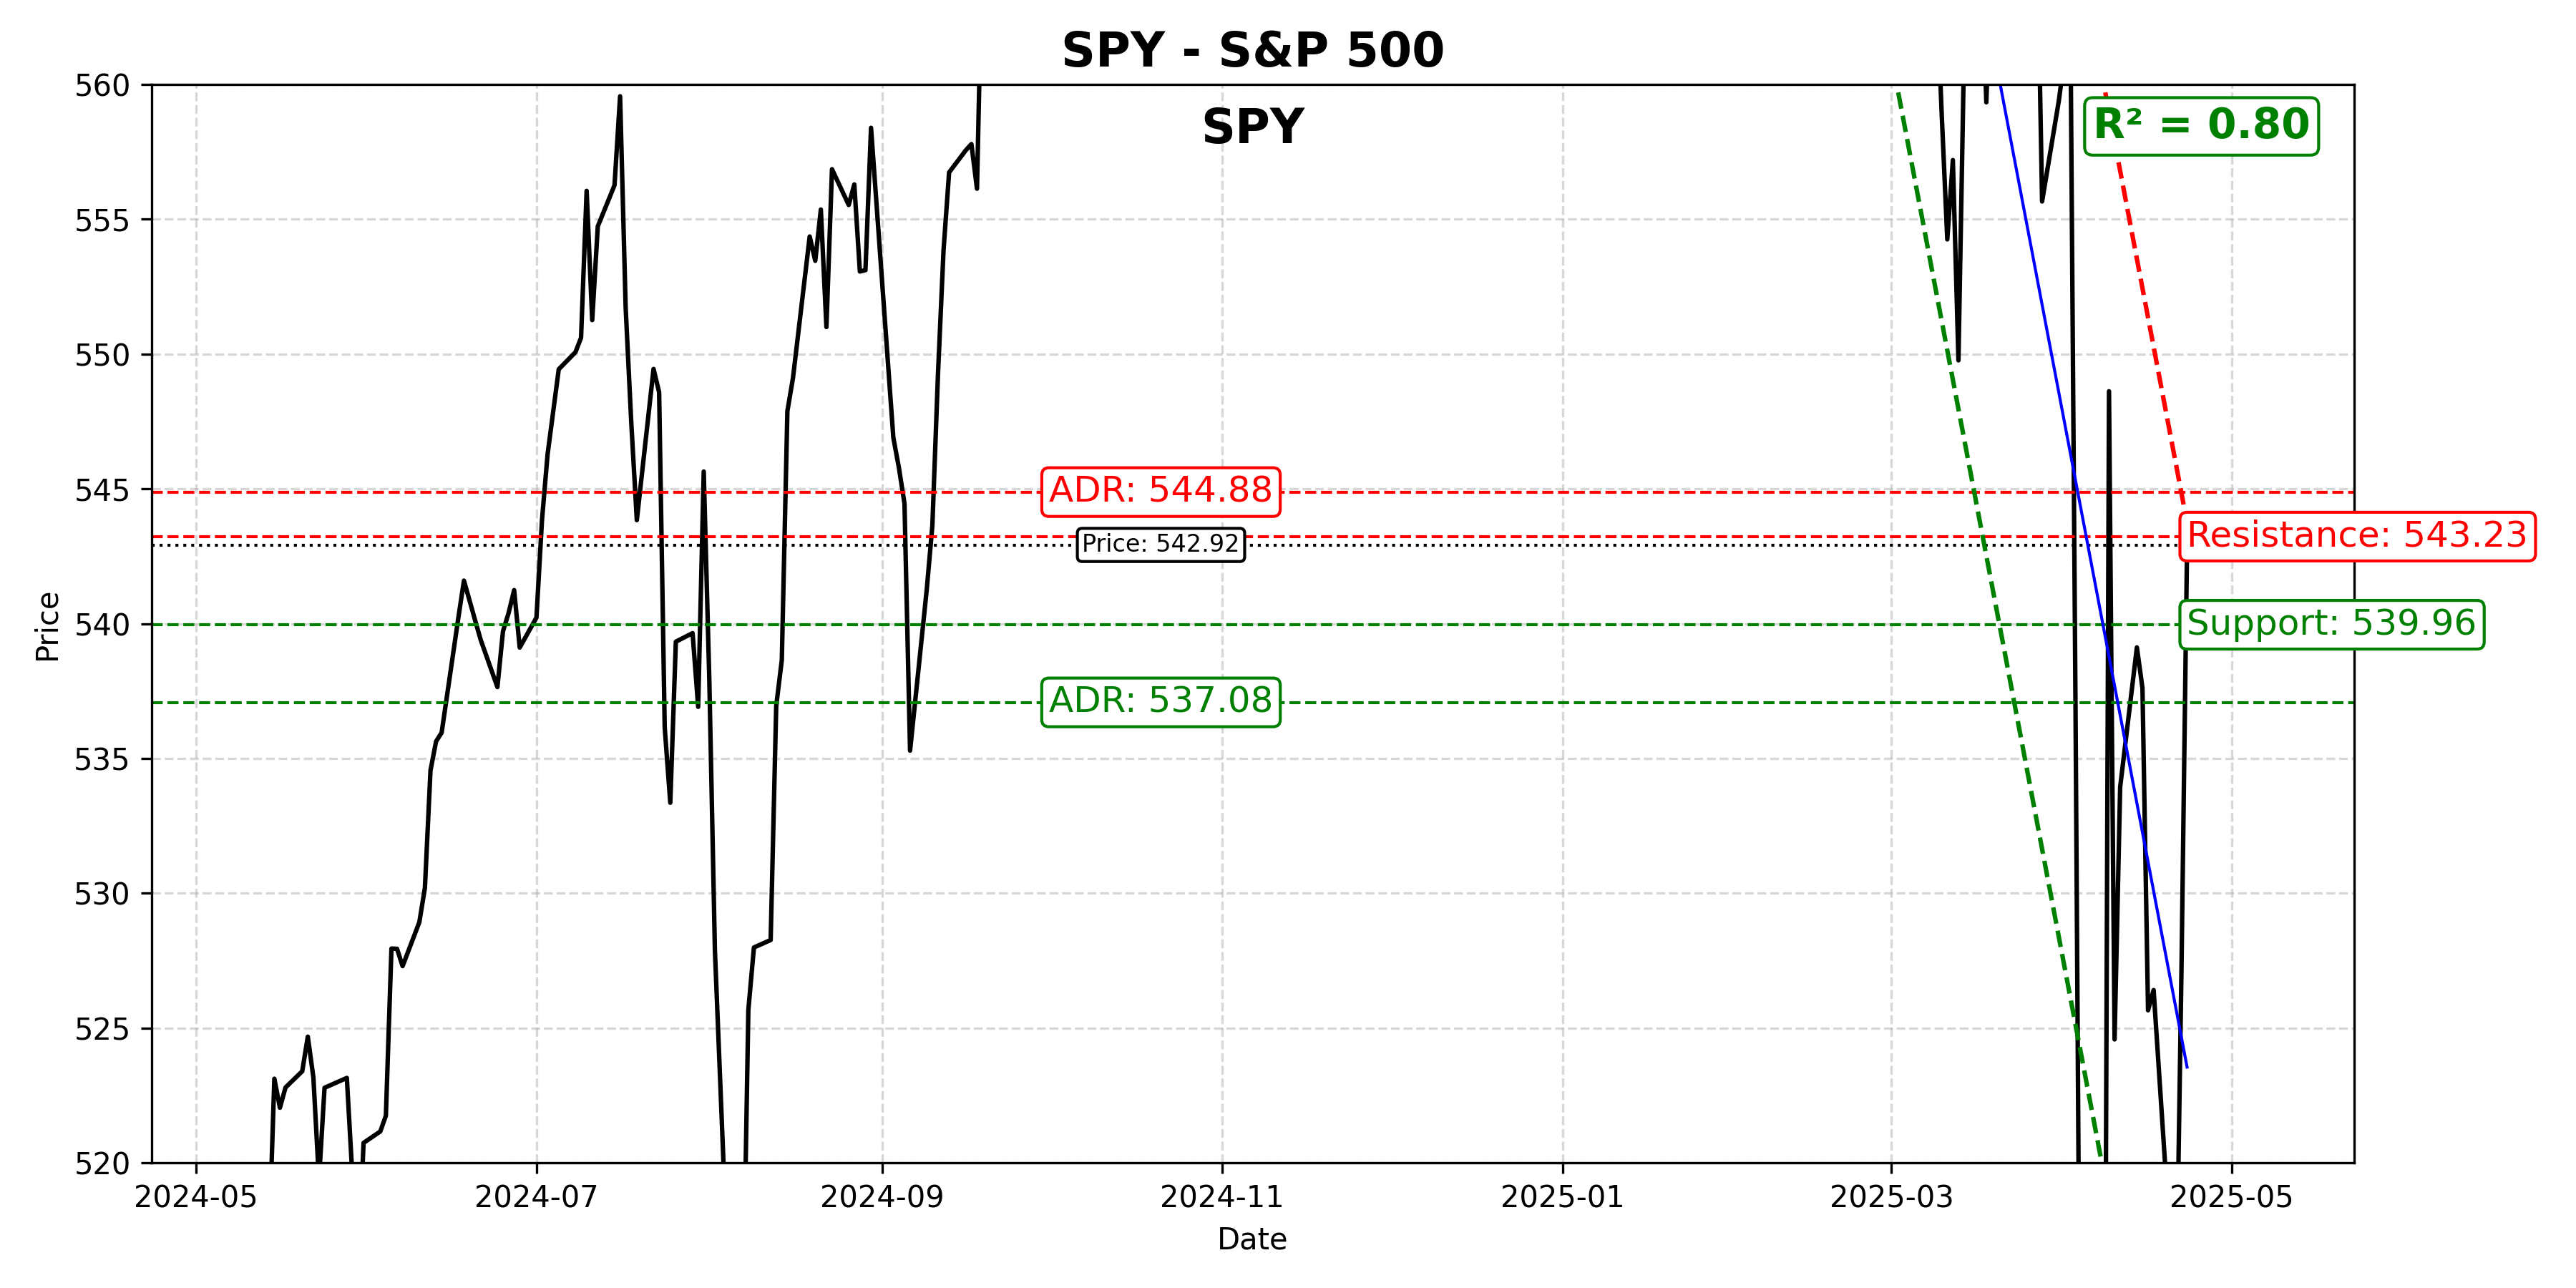 SPY - S&P 500
SPY
R² = 0.80
560
555
550
545
540
535
530
525
520
Price
ADR: 544.88
Price: 542.92
Resistance: 543.23
Support: 539.96
ADR: 537.08
2024-05
2024-07
2024-09
2024-11
2025-01
2025-03
2025-05
Date